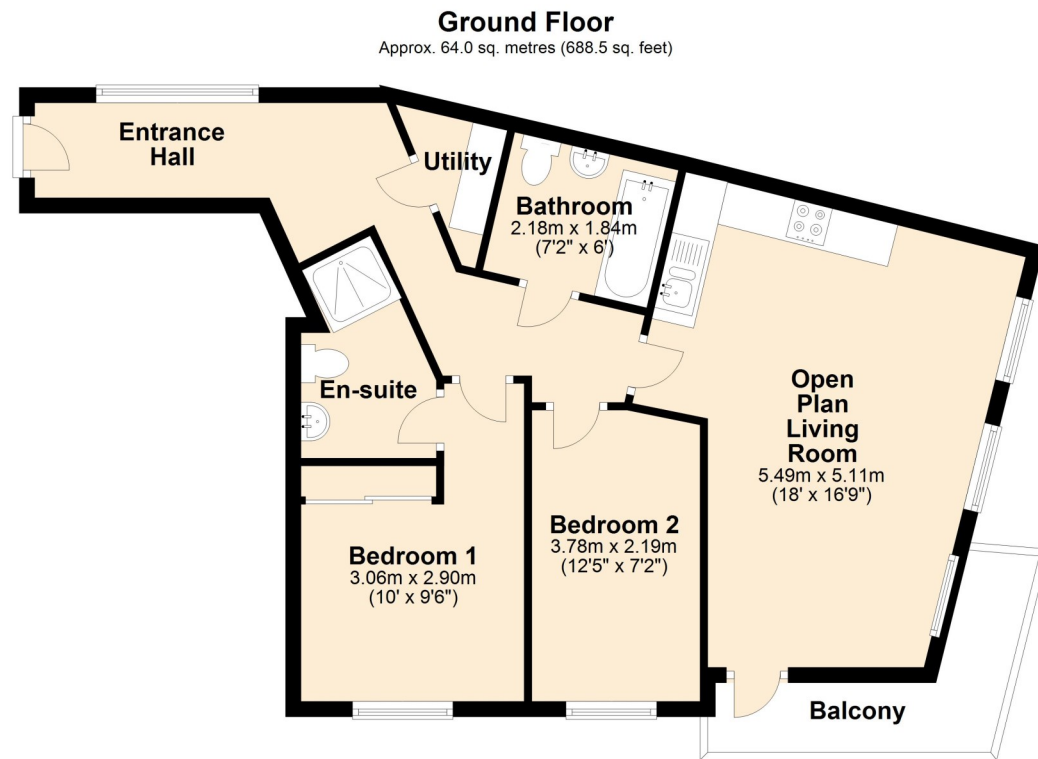 Ground Floor
Approx. 64.0 sq. metres (688.5 sq. feet)
Entrance
Hall
Utility
Bathroom
2.18m x 1.84m
(7'2" x 6')
En-suite
Open
Plan
Living
Room
5.49m x 5.11m
(18' x 16'9")
Bedroom 1
3.06m x 2.90m
(10' x 9'6")
Bedroom 2
3.78m x 2.19m
(12'5" x 7'2")
Balcony